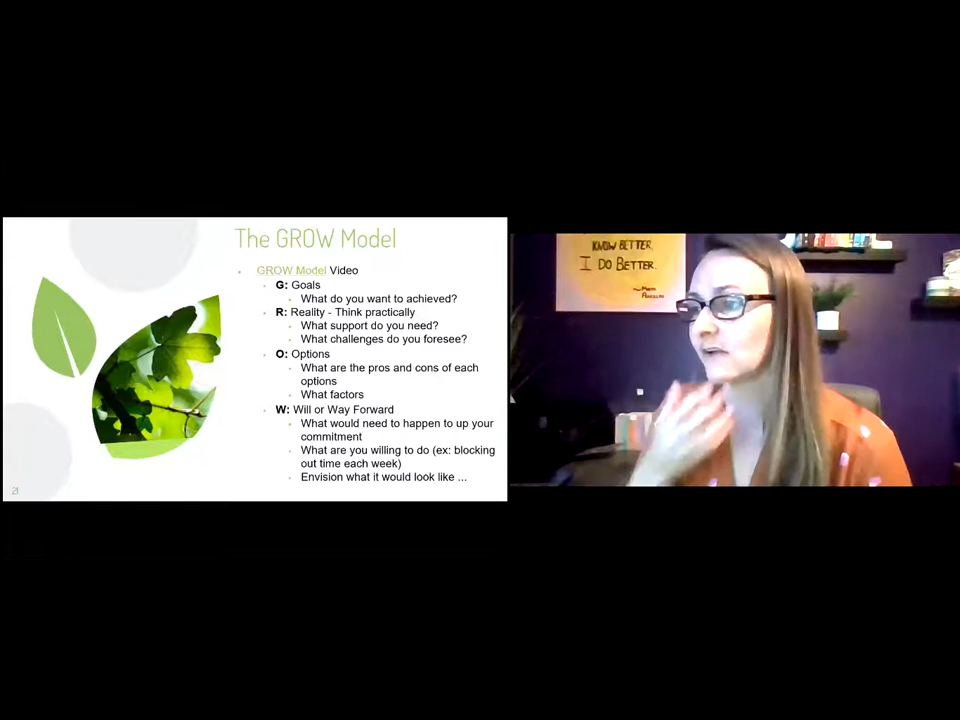 The GROW Model
GROW Model Video
G: Goals
What do you want to achieved?
R: Reality - Think practically
What support do you need?
What challenges do you foresee?
O: Options
What are the pros and cons of each
options
What factors
W: Will or Way Forward
What would need to happen to up your
commitment
What are you willing to do (ex: blocking
out time each week)
Envision what it would look like ...
21
KNOW BETTER,
I DO BETTER.
~Maya